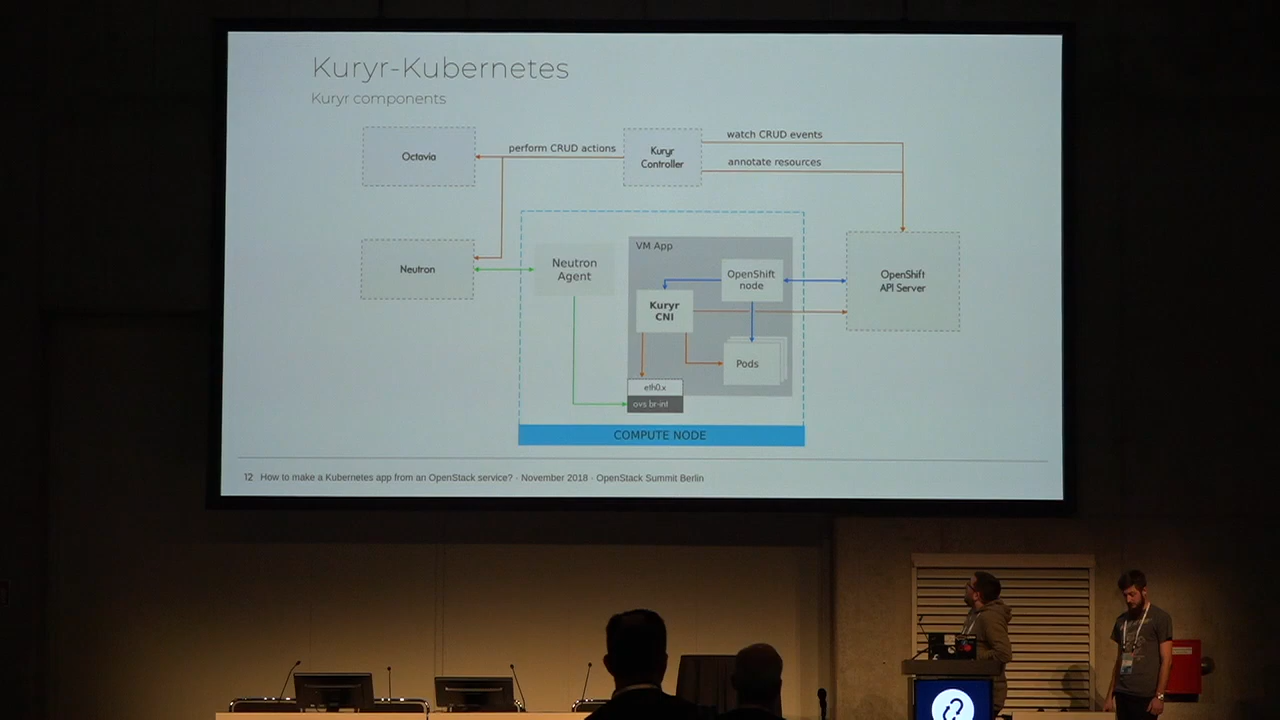 Kuryr-Kubernetes
Kuryr components
Octavia
perform CRUD actions
Kuryr
Controller
watch CRUD events
annotate resources
Neutron
Neutron
Agent
VM App
OpenShift
node
Kuryr
CNI
Pods
eth0.x
ovs br-int
OpenShift
API Server
COMPUTE NODE
12 How to make a Kubernetes app from an OpenStack service? · November 2018 · OpenStack Summit Berlin